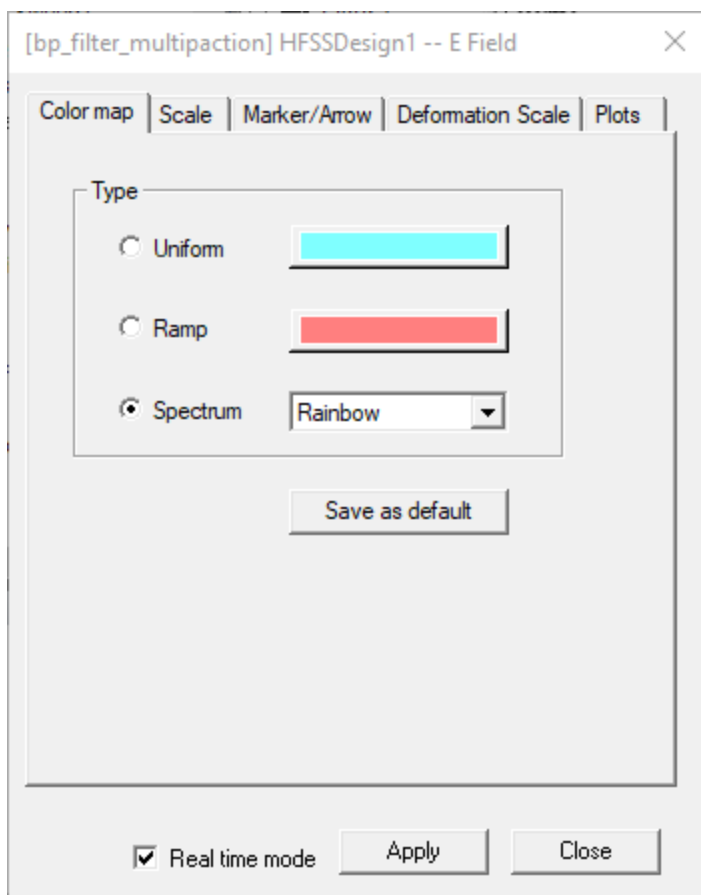 [bp_filter_multipaction] HFSSDesign1 -- E Field
Color map Scale Marker/Arrow Deformation Scale Plots
Type
Uniform
Ramp
Spectrum Rainbow
Save as default
Real time mode Apply Close